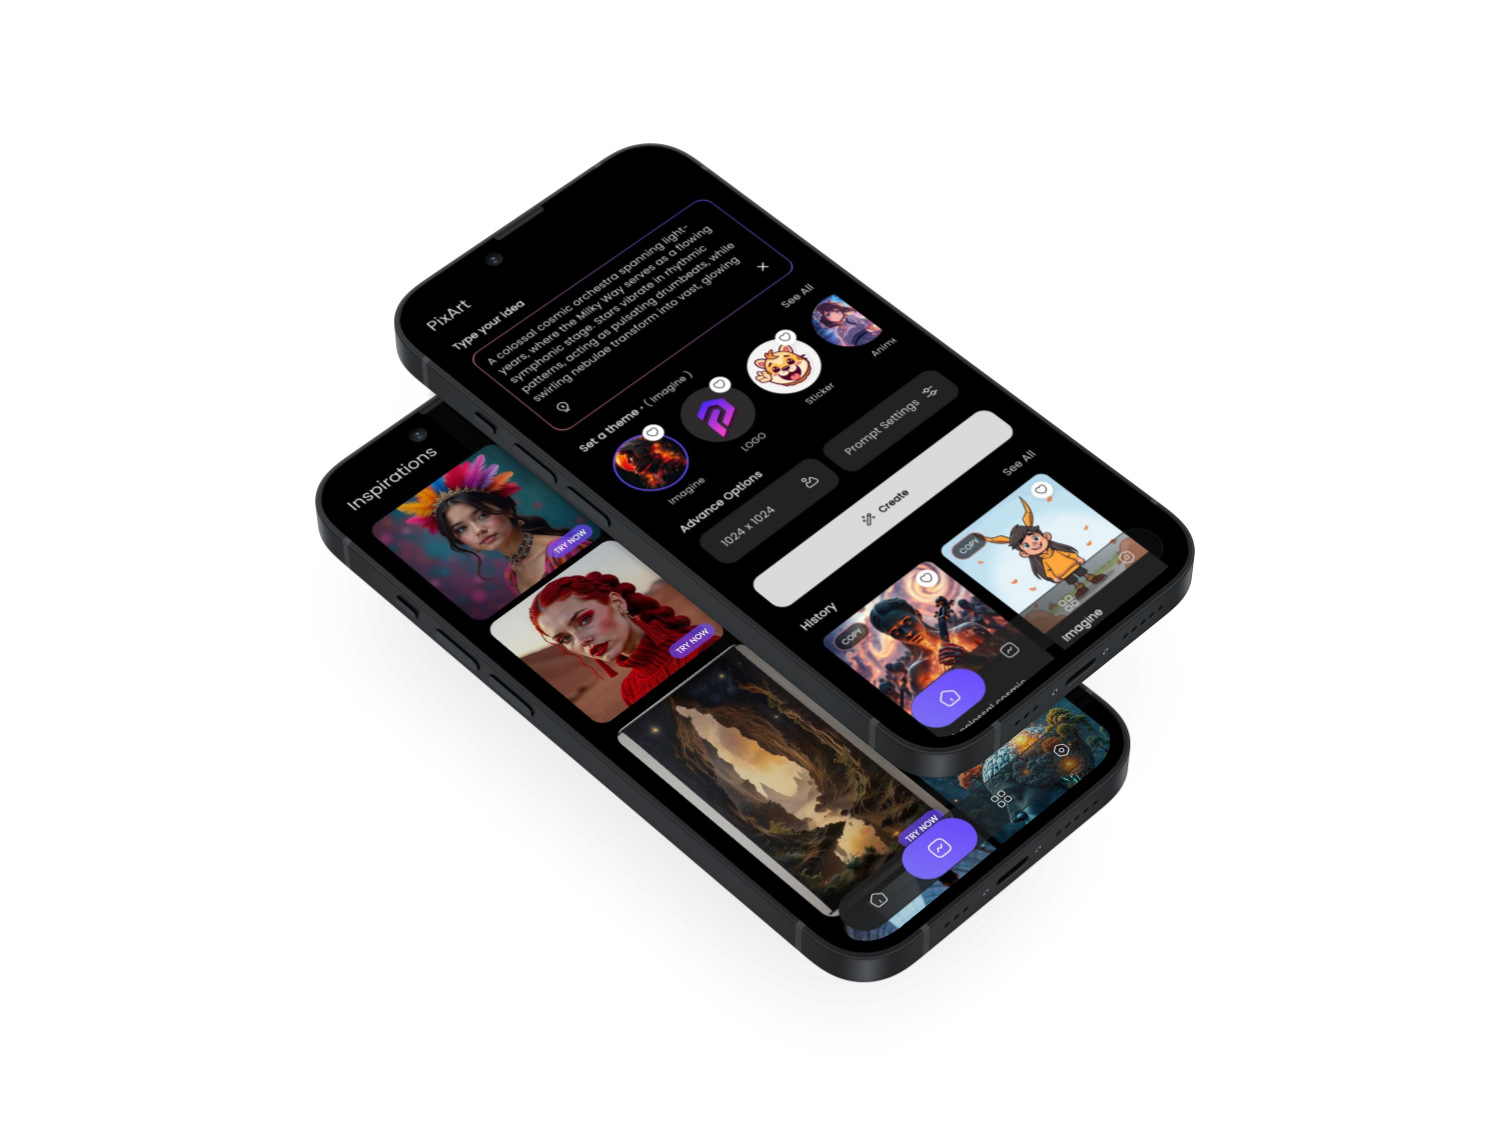 PixArt
Type your idea
A colossal cosmic orchestra spanning light-
years, where the Milky Way serves as a flowing
symphonic stage. Stars vibrate in rhythmic
patterns, acting as pulsating drumbeats, while
swirling nebulae transform into vast, glowing
Set a theme • ( Imagine )
See All
Imagine
LOGO
Sticker
Anime
Advance Options
1024 x 1024
Prompt Settings
Create
History
See All
COPY
COPY
Imagine
colossal cosmic
Inspirations
TRY NOW
TRY NOW
TRY NOW